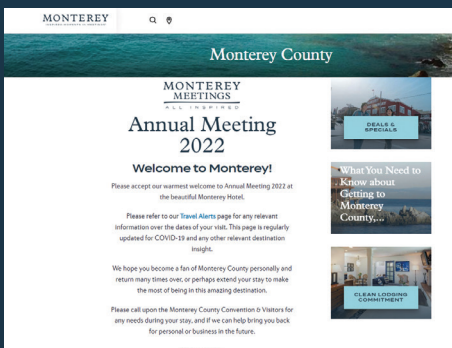 MONTEREY
Monterey County
MONTEREY
MEETINGS
ALL INSPIRED
Annual Meeting
2022
Welcome to Monterey!
Please accept our warmest welcome to Annual Meeting 2022 at
the beautiful Monterey Hotel.
Please refer to our Travel Alerts page for any relevant
information over the dates of your visit. This page is regularly
updated for COVID-19 and any other relevant destination
insight.
We hope you become a fan of Monterey County personally and
return many times over, or perhaps extend your stay to make
the most of being in this amazing destination.
Please call upon the Monterey County Convention & Visitors for
any needs during your stay, and if we can help bring you back
for personal or business in the future.
DEALS &
SPECIALS
What You Need to
Know about
Getting to
Monterey
County,...
CLEAN LODGING
COMMITMENT